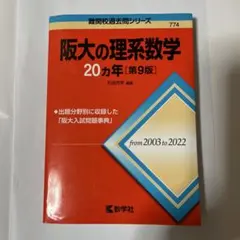 難関校過去問シリーズ
774
阪大の理系数学
20カ年[第9版]
編著
●出題分野別に収録した
「阪大入試問題事典」
from 2003 to 2022
教学社